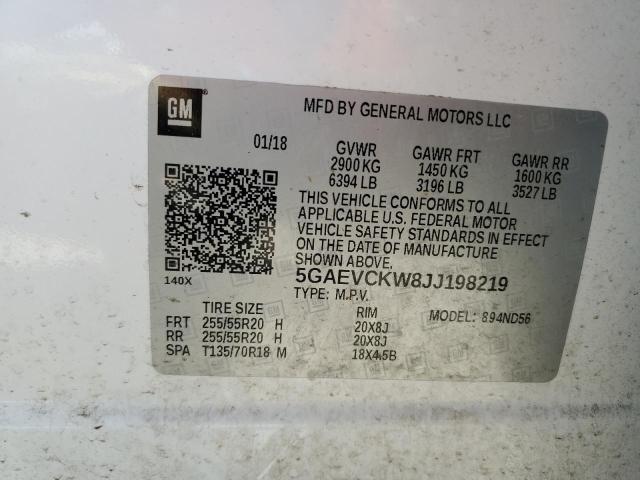 GM ®
MFD BY GENERAL MOTORS LLC
01/18 GVWR GAWR FRT GAWR RR
2900 KG 1450 KG 1600 KG
6394 LB 3196 LB 3527 LB
THIS VEHICLE CONFORMS TO ALL
APPLICABLE U.S. FEDERAL MOTOR
VEHICLE SAFETY STANDARDS IN EFFECT
ON THE DATE OF MANUFACTURE
SHOWN ABOVE.
140X 5GAEVCKW8JJ198219
TYPE: M.P.V.
TIRE SIZE RIM MODEL: 894ND56
FRT 255/55R20 H 20X8J
RR 255/55R20 H 20X8J
SPA T135/70R18 M 18X4.5B